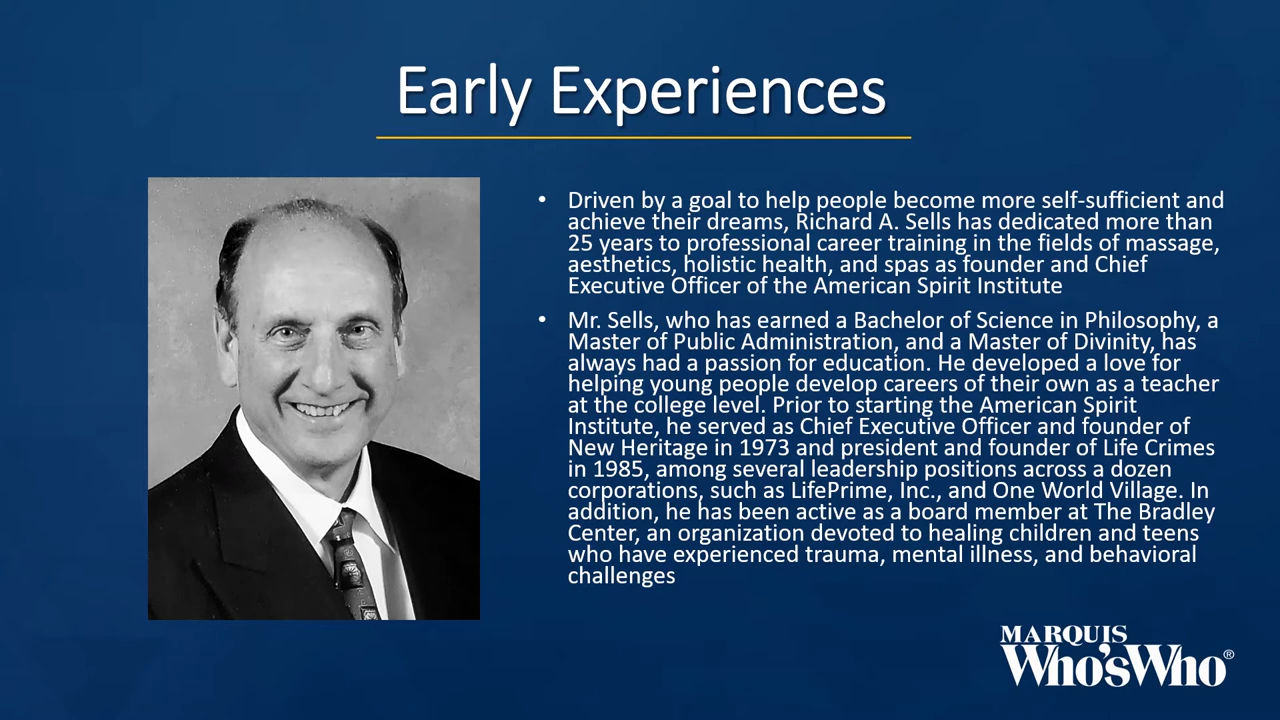 Early Experiences
• Driven by a goal to help people become more self-sufficient and
achieve their dreams, Richard A. Sells has dedicated more than
25 years to professional career training in the fields of massage,
aesthetics, holistic health, and spas as founder and Chief
Executive Officer of the American Spirit Institute
• Mr. Sells, who has earned a Bachelor of Science in Philosophy, a
Master of Public Administration, and a Master of Divinity, has
always had a passion for education. He developed a love for
helping young people develop careers of their own as a teacher
at the college level. Prior to starting the American Spirit
Institute, he served as Chief Executive Officer and founder of
New Heritage in 1973 and president and founder of Life Crimes
in 1985, among several leadership positions across a dozen
corporations, such as LifePrime, Inc., and One World Village. In
addition, he has been active as a board member at The Bradley
Center, an organization devoted to healing children and teens
who have experienced trauma, mental illness, and behavioral
challenges
MARQUIS
Who'sWho®